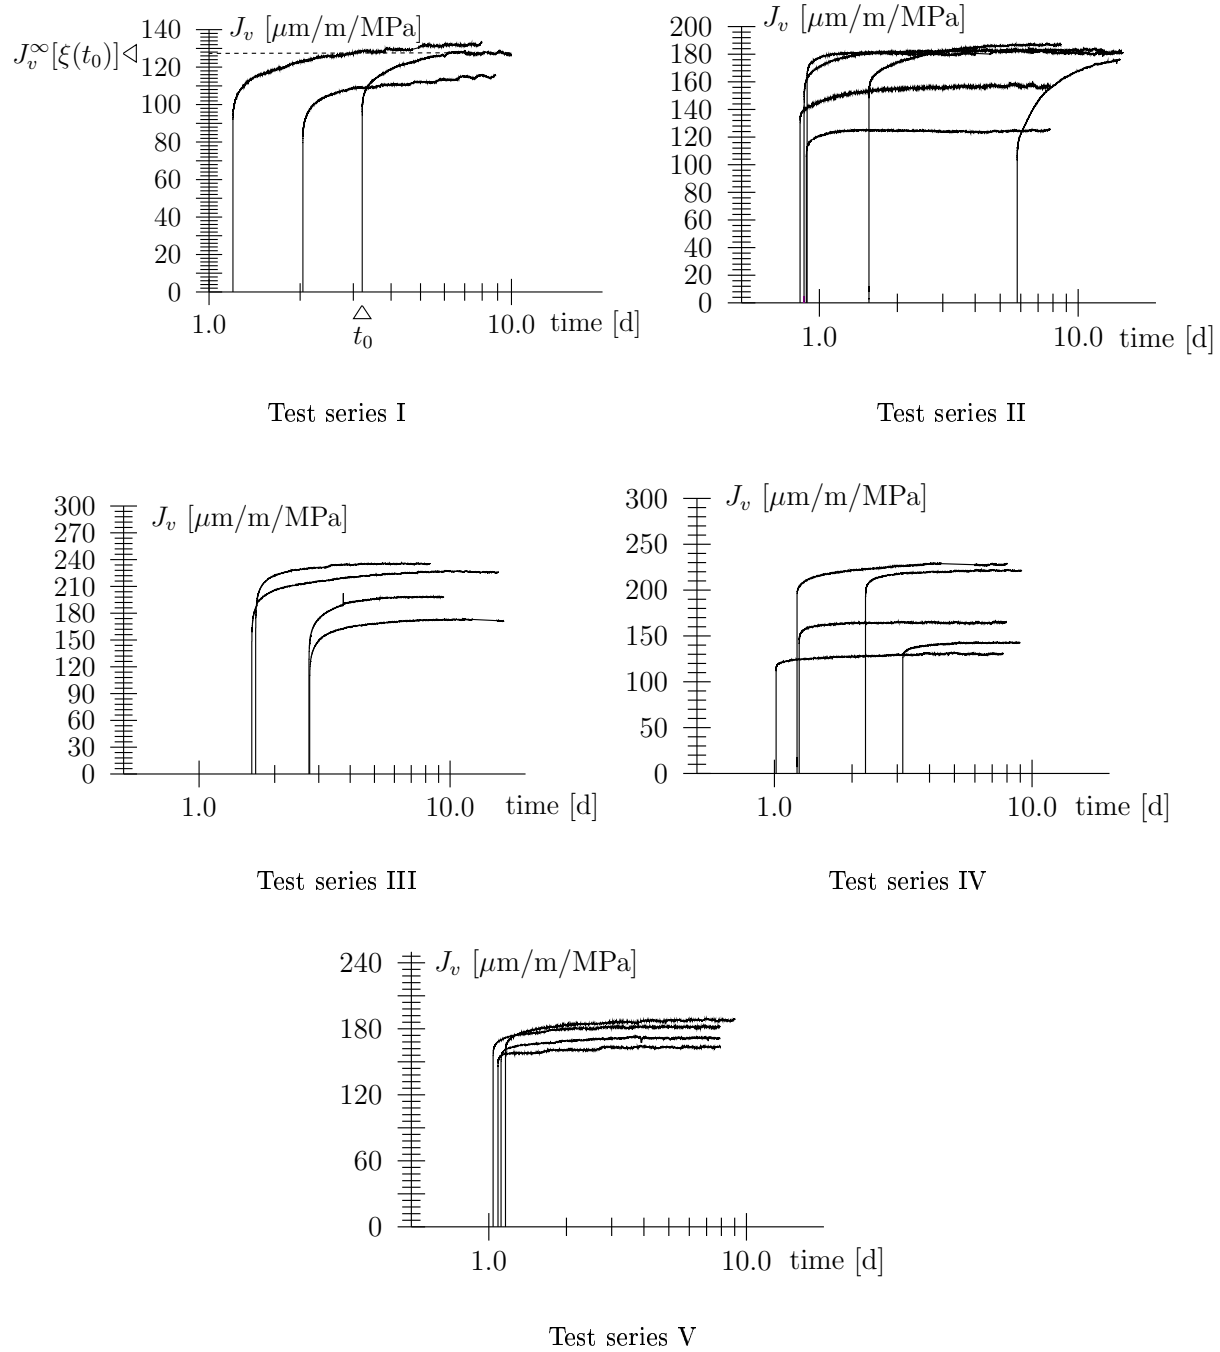 140 J_v [μm/m/MPa]
J_v^∞[ξ(t_0)]
120
100
80
60
40
20
0
1.0 t_0 10.0 time [d]
Test series I
200 J_v [μm/m/MPa]
180
160
140
120
100
80
60
40
20
0
1.0 10.0 time [d]
Test series II
300 J_v [μm/m/MPa]
270
240
210
180
150
120
90
60
30
0
1.0 10.0 time [d]
Test series III
300 J_v [μm/m/MPa]
250
200
150
100
50
0
1.0 10.0 time [d]
Test series IV
240 J_v [μm/m/MPa]
180
120
60
0
1.0 10.0 time [d]
Test series V